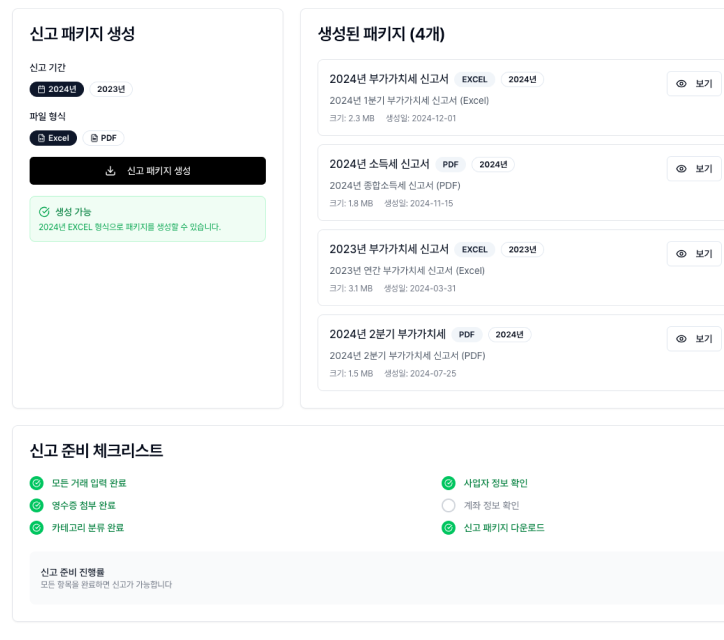 신고 패키지 생성
신고 기간
2024년 2023년
파일 형식
Excel PDF
신고 패키지 생성
생성 가능
2024년 EXCEL 형식으로 패키지를 생성할 수 있습니다.
생성된 패키지 (4개)
2024년 부가가치세 신고서 EXCEL 2024년
보기
2024년 1분기 부가가치세 신고서 (Excel)
크기: 2.3 MB 생성일: 2024-12-01
2024년 소득세 신고서 PDF 2024년
보기
2024년 종합소득세 신고서 (PDF)
크기: 1.8 MB 생성일: 2024-11-15
2023년 부가가치세 신고서 EXCEL 2023년
보기
2023년 연간 부가가치세 신고서 (Excel)
크기: 3.1 MB 생성일: 2024-03-31
2024년 2분기 부가가치세 PDF 2024년
보기
2024년 2분기 부가가치세 신고서 (PDF)
크기: 1.5 MB 생성일: 2024-07-25
신고 준비 체크리스트
모든 거래 입력 완료
영수증 첨부 완료
카테고리 분류 완료
사업자 정보 확인
계좌 정보 확인
신고 패키지 다운로드
신고 준비 진행률
모든 항목을 완료하면 신고가 가능합니다